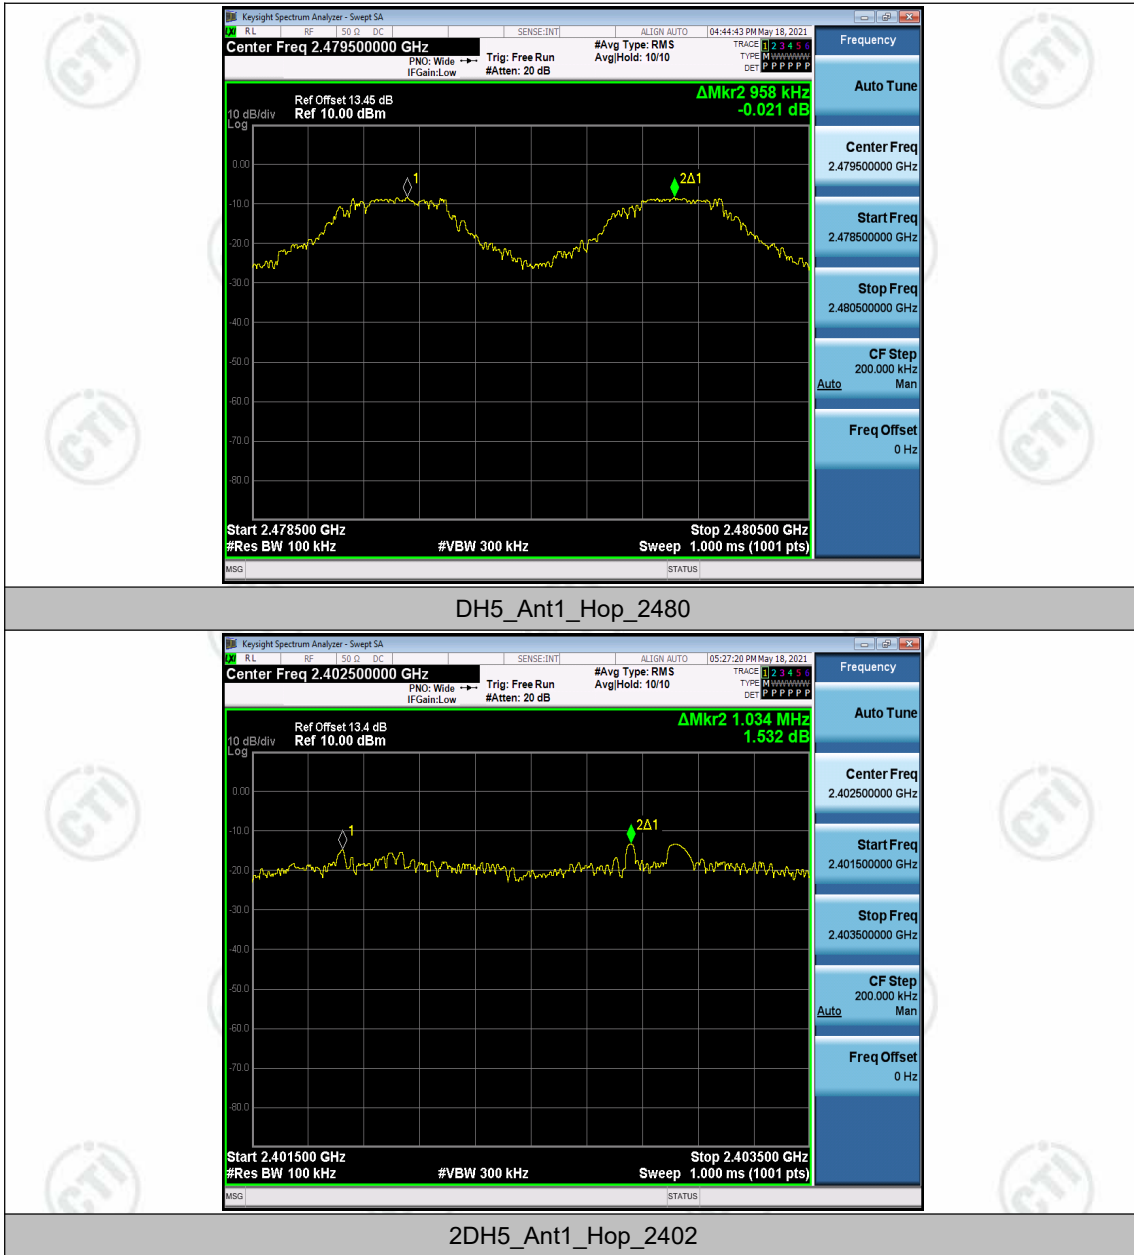 Keysight Spectrum Analyzer - Swept SA
RL RF 50 Ω DC SENSE:INT ALIGN AUTO 04:44:43 PM May 18, 2021
Center Freq 2.479500000 GHz
PNO: Wide
IFGain:Low
Trig: Free Run
#Atten: 20 dB
#Avg Type: RMS
Avg|Hold: 10/10
TRACE 1 2 3 4 5 6
TYPE M WWWWW
DET P P P P P P
Ref Offset 13.45 dB
Ref 10.00 dBm
10 dB/div
Log
ΔMkr2 958 kHz
-0.021 dB
0.00
-10.0
-20.0
-30.0
-40.0
-50.0
-60.0
-70.0
-80.0
1
2Δ1
Start 2.478500 GHz
Stop 2.480500 GHz
#Res BW 100 kHz
#VBW 300 kHz
Sweep 1.000 ms (1001 pts)
MSG
STATUS
Frequency
Auto Tune
Center Freq
2.479500000 GHz
Start Freq
2.478500000 GHz
Stop Freq
2.480500000 GHz
CF Step
200.000 kHz
Auto Man
Freq Offset
0 Hz
DH5_Ant1_Hop_2480
Keysight Spectrum Analyzer - Swept SA
RL RF 50 Ω DC SENSE:INT ALIGN AUTO 05:27:20 PM May 18, 2021
Center Freq 2.402500000 GHz
PNO: Wide
IFGain:Low
Trig: Free Run
#Atten: 20 dB
#Avg Type: RMS
Avg|Hold: 10/10
TRACE 1 2 3 4 5 6
TYPE M WWWWW
DET P P P P P P
Ref Offset 13.4 dB
Ref 10.00 dBm
10 dB/div
Log
ΔMkr2 1.034 MHz
1.532 dB
0.00
-10.0
-20.0
-30.0
-40.0
-50.0
-60.0
-70.0
-80.0
1
2Δ1
Start 2.401500 GHz
Stop 2.403500 GHz
#Res BW 100 kHz
#VBW 300 kHz
Sweep 1.000 ms (1001 pts)
MSG
STATUS
Frequency
Auto Tune
Center Freq
2.402500000 GHz
Start Freq
2.401500000 GHz
Stop Freq
2.403500000 GHz
CF Step
200.000 kHz
Auto Man
Freq Offset
0 Hz
2DH5_Ant1_Hop_2402
CTI
CTI
CTI
CTI
CTI
CTI
CTI
CTI